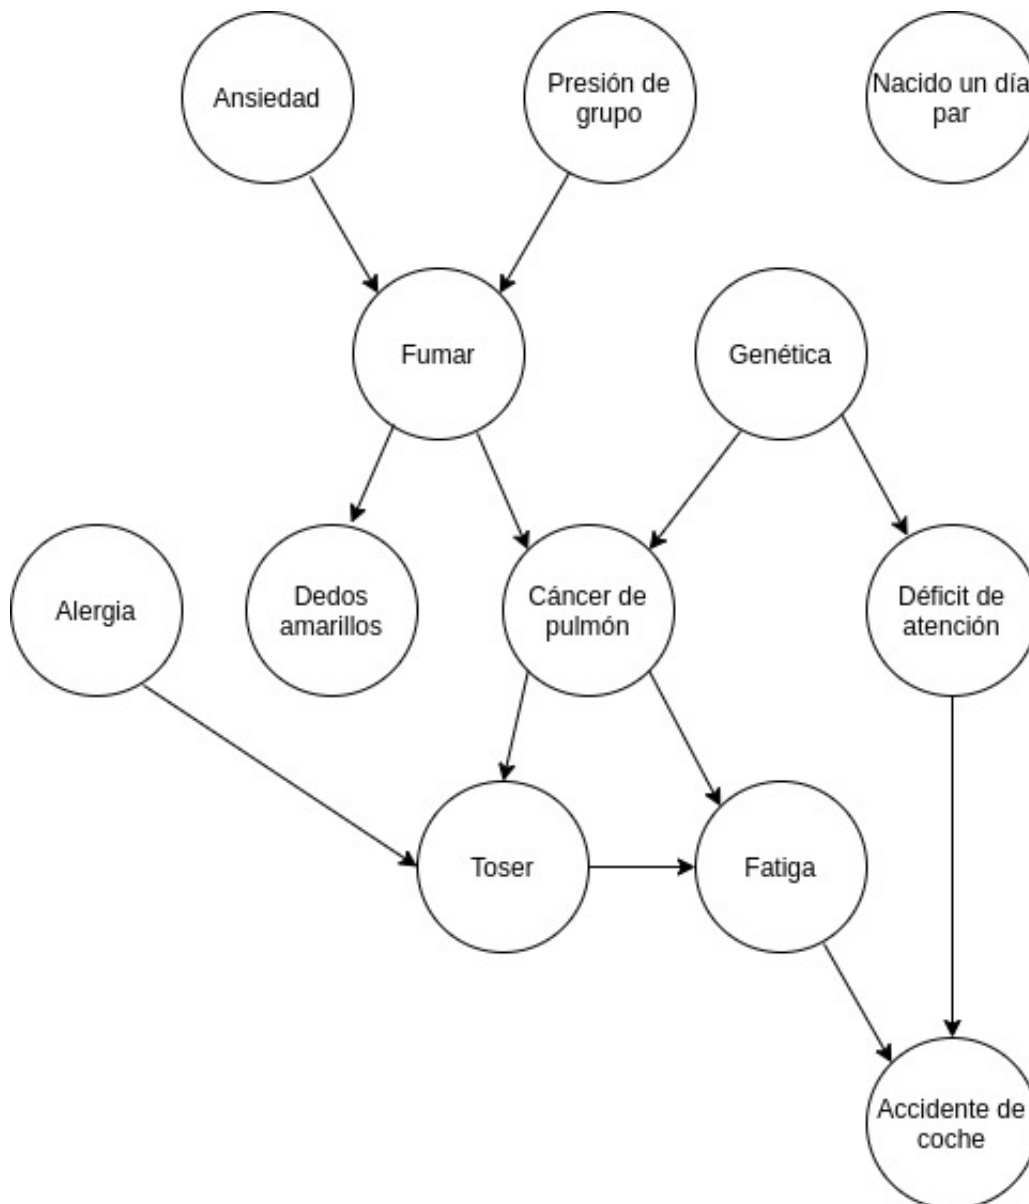 Ansiedad
Presión de
grupo
Nacido un día
par
Fumar
Genética
Alergia
Dedos
amarillos
Cáncer de
pulmón
Déficit de
atención
Toser
Fatiga
Accidente de
coche